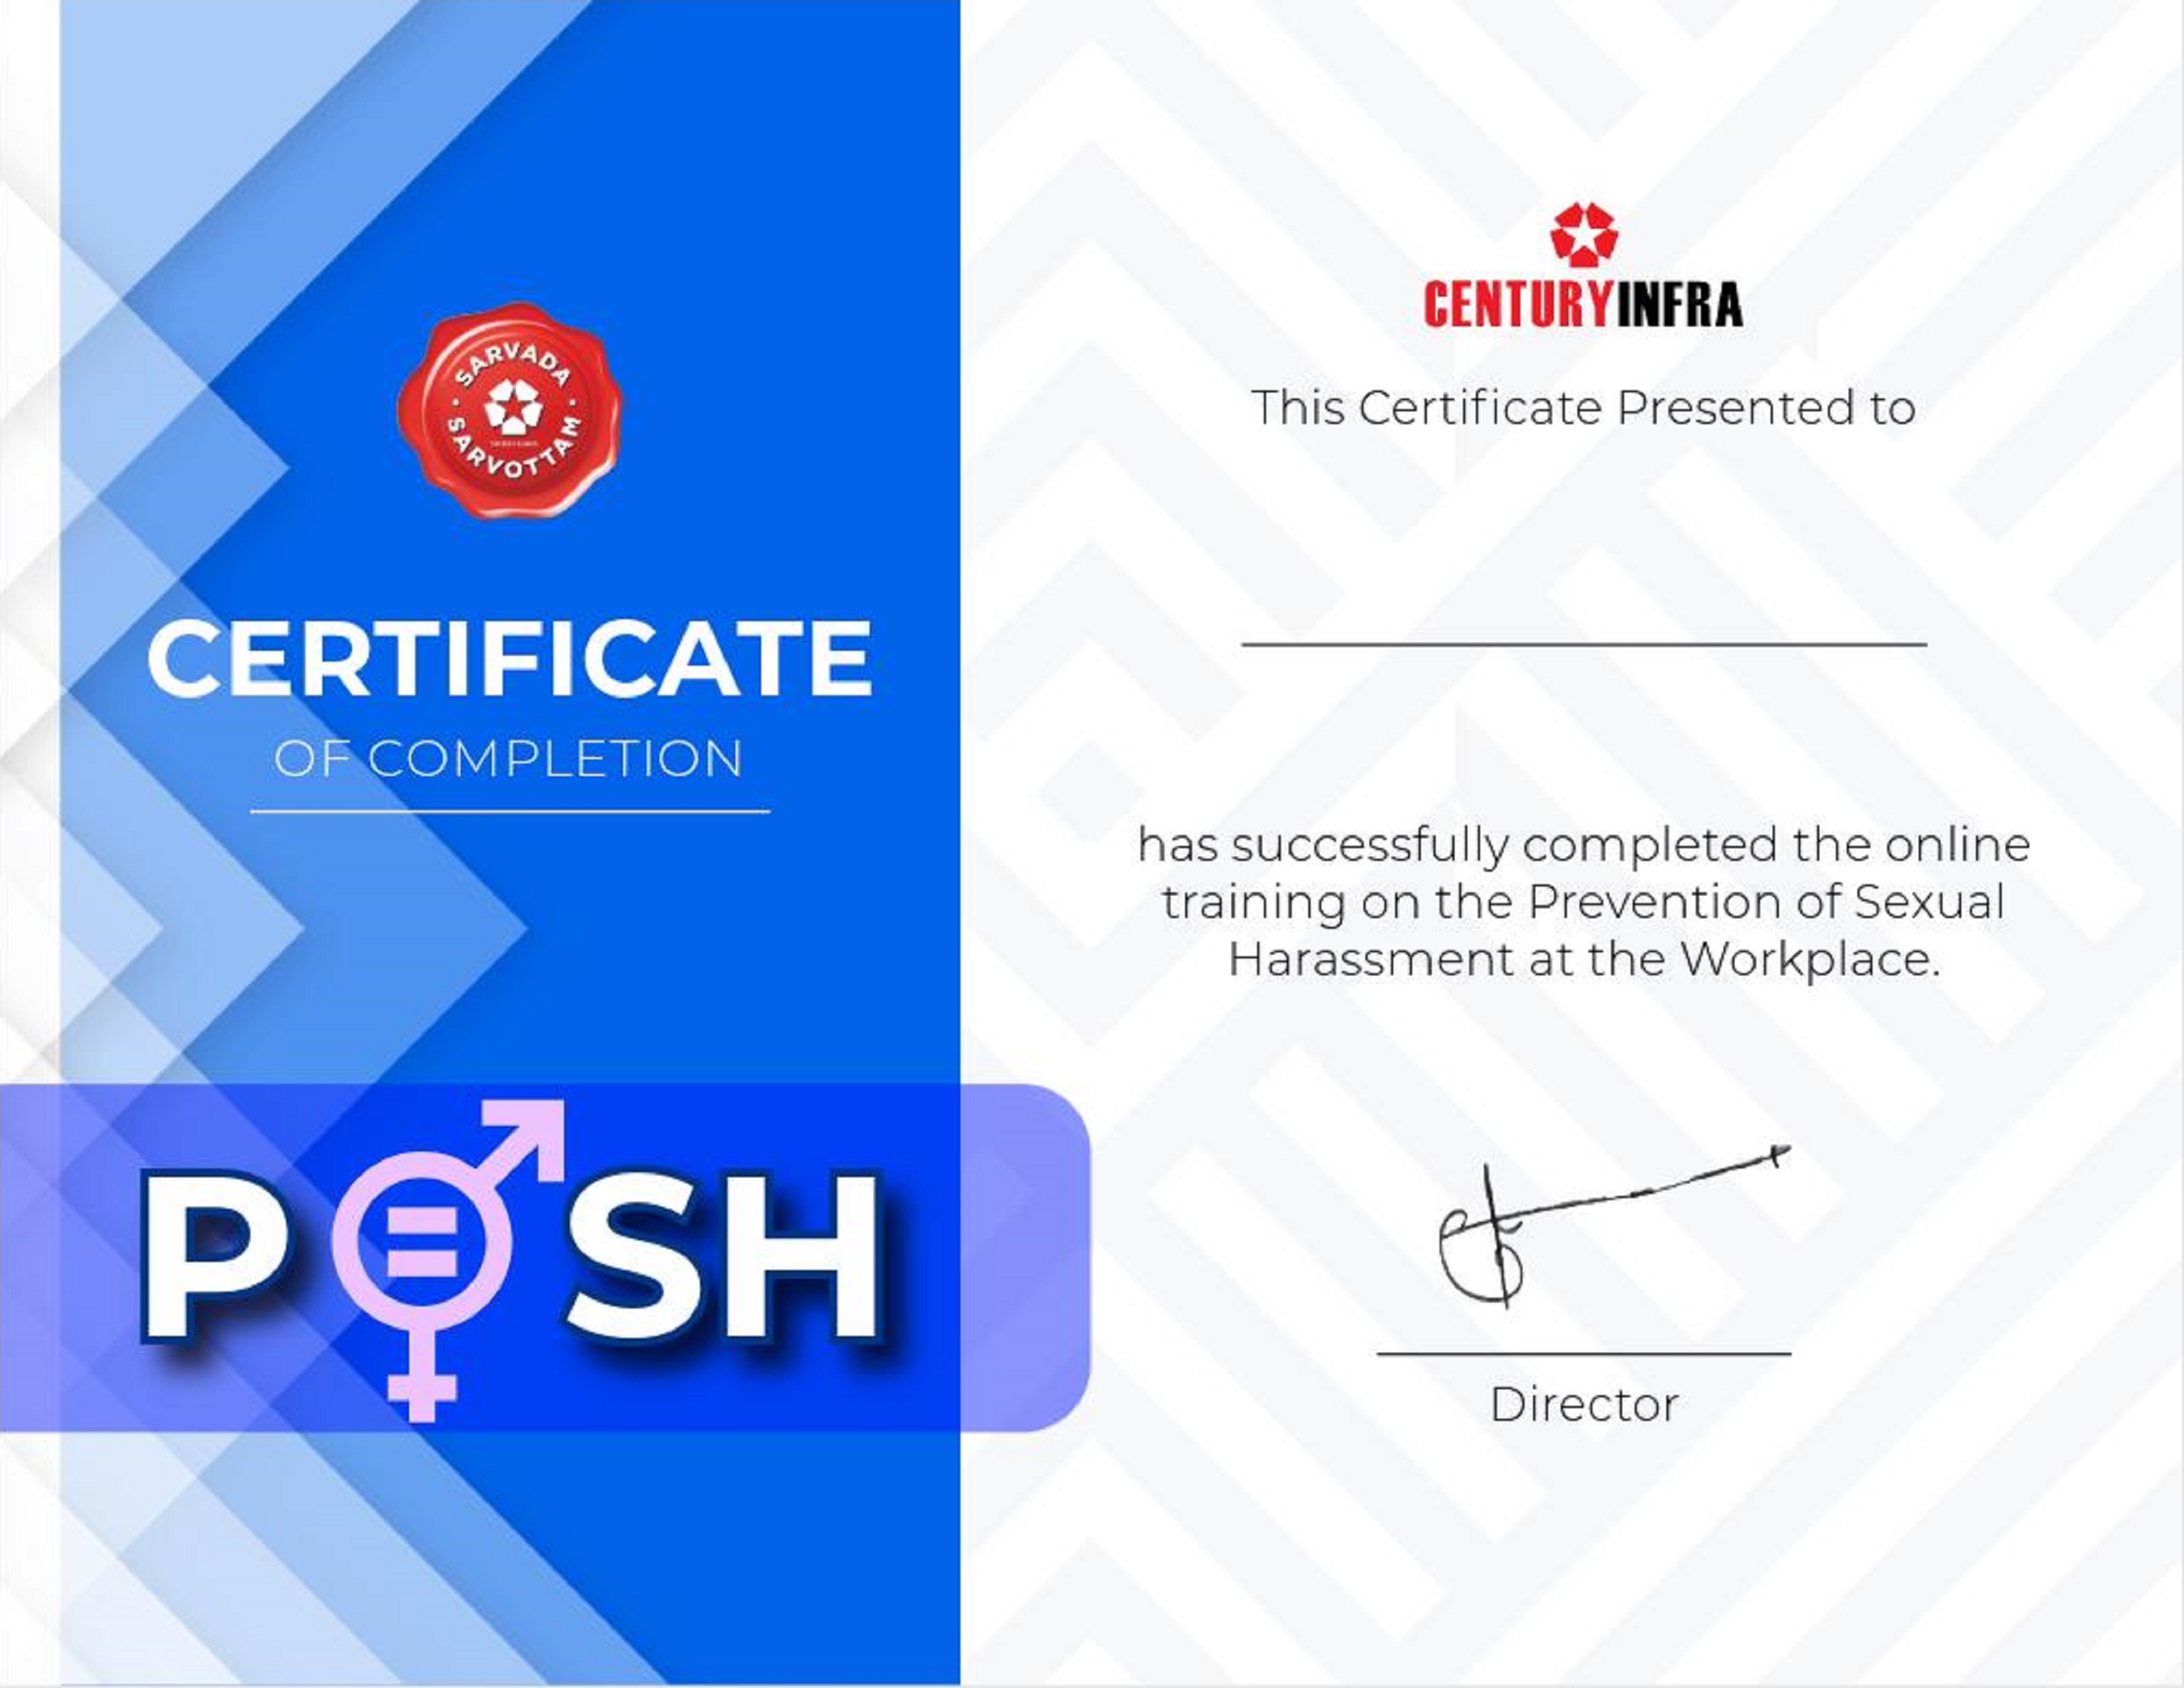 SARVADA
SARVOTTAM
CERTIFICATE
OF COMPLETION
POSH
CENTURYINFRA
This Certificate Presented to
has successfully completed the online
training on the Prevention of Sexual
Harassment at the Workplace.
Director